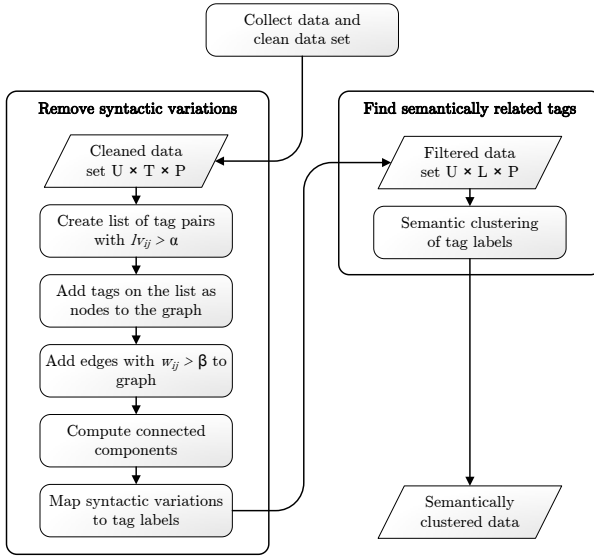 Collect data and
clean data set
Remove syntactic variations
Cleaned data
set U × T × P
Create list of tag pairs
with lv_ij > α
Add tags on the list as
nodes to the graph
Add edges with w_ij > β to
graph
Compute connected
components
Map syntactic variations
to tag labels
Find semantically related tags
Filtered data
set U × L × P
Semantic clustering
of tag labels
Semantically
clustered data